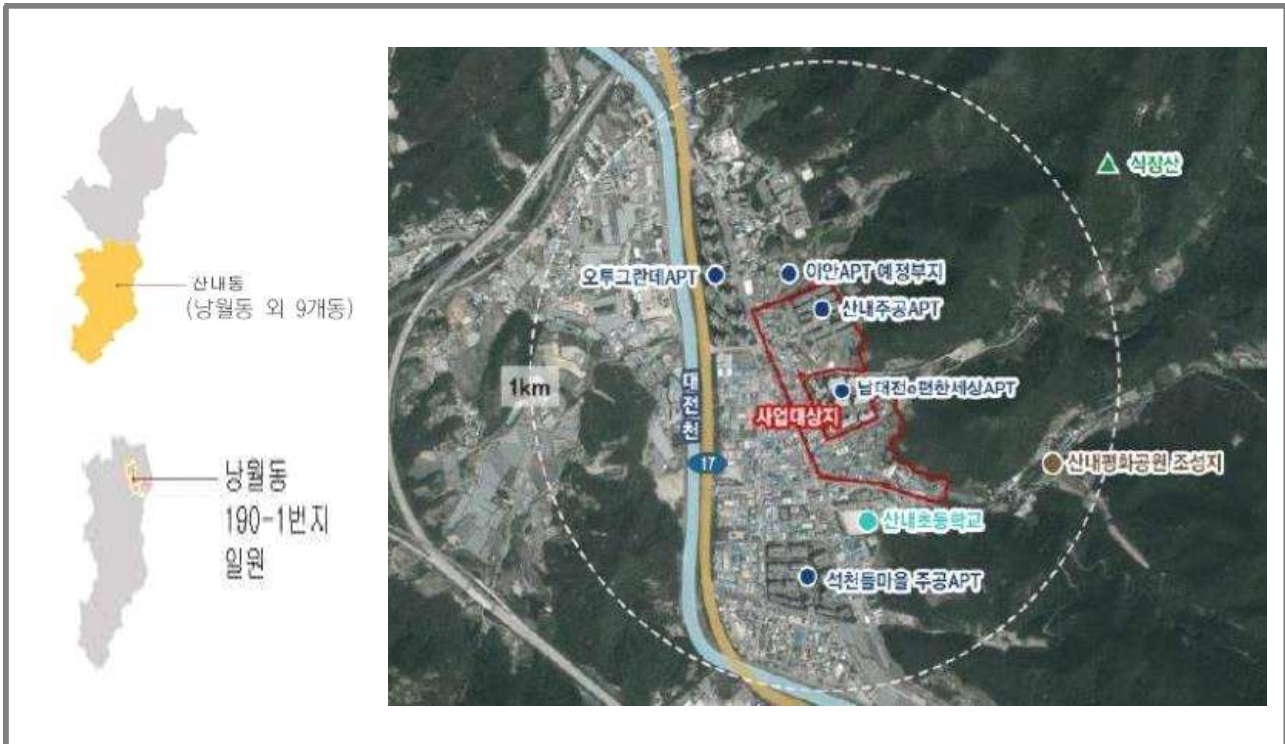 산내동
(낭월동 외 9개동)
낭월동
190-1번지
일원
식장산
오투그란데APT
이안APT 예정부지
산내주공APT
1km
대전천
남대전e편한세상APT
사업대상지
17
산내평화공원 조성지
산내초등학교
석천들마을 주공APT